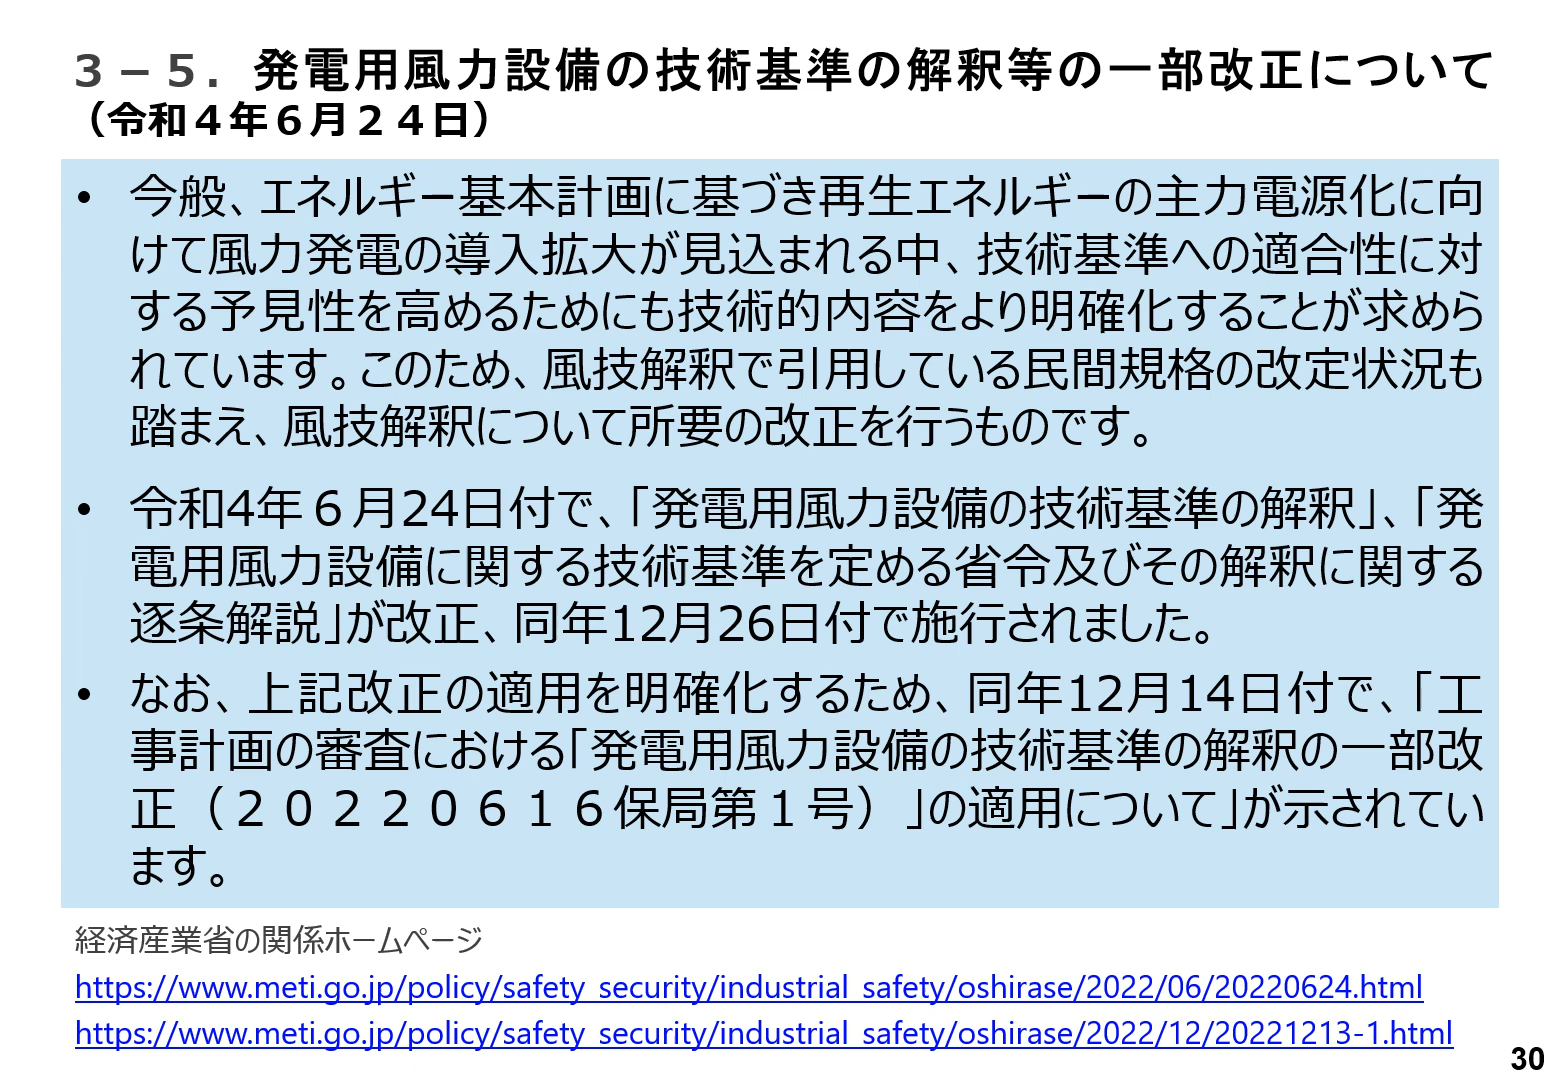 ３－５．発電用風力設備の技術基準の解釈等の一部改正について
（令和４年６月２４日）
• 今般、エネルギー基本計画に基づき再生エネルギーの主力電源化に向
けて風力発電の導入拡大が見込まれる中、技術基準への適合性に対
する予見性を高めるためにも技術的内容をより明確化することが求めら
れています。このため、風技解釈で引用している民間規格の改定状況も
踏まえ、風技解釈について所要の改正を行うものです。
• 令和4年６月24日付で、「発電用風力設備の技術基準の解釈」、「発
電用風力設備に関する技術基準を定める省令及びその解釈に関する
逐条解説」が改正、同年12月26日付で施行されました。
• なお、上記改正の適用を明確化するため、同年12月14日付で、「工
事計画の審査における「発電用風力設備の技術基準の解釈の一部改
正（２０２２０６１６保局第１号）」の適用について」が示されてい
ます。
経済産業省の関係ホームページ
https://www.meti.go.jp/policy/safety_security/industrial_safety/oshirase/2022/06/20220624.html
https://www.meti.go.jp/policy/safety_security/industrial_safety/oshirase/2022/12/20221213-1.html
30